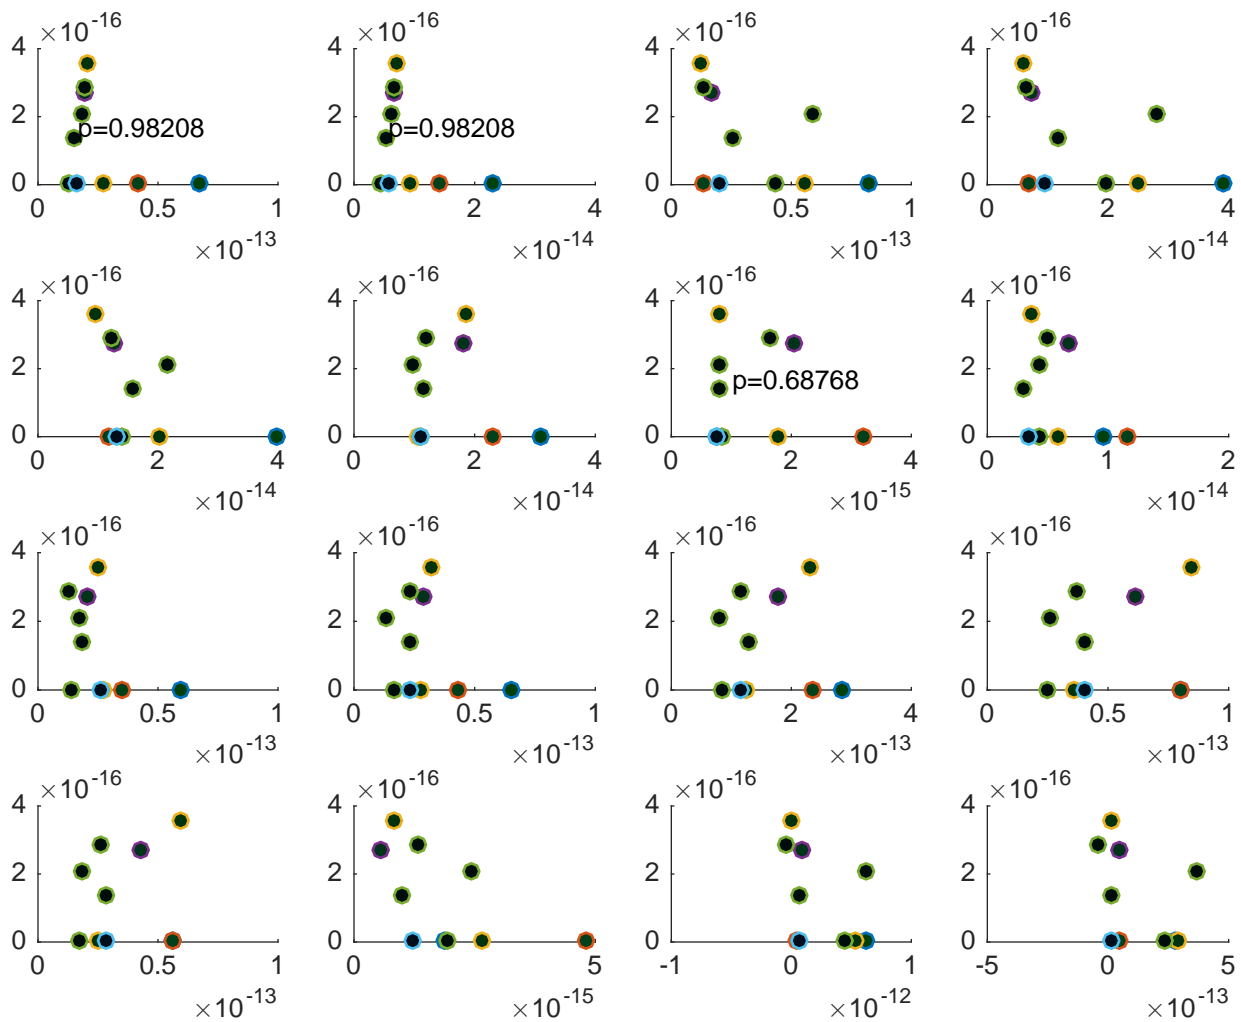 ×10-16 ×10-16 ×10-16 ×10-16
4 4 4 4
2 2 2 2
p=0.98208 p=0.98208
0 0 0 0
0 0.5 1 0 2 4 0 0.5 1 0 2 4
×10-13 ×10-14 ×10-13 ×10-14
×10-16 ×10-16 ×10-16 ×10-16
4 4 4 4
2 2 2 2
p=0.68768
0 0 0 0
0 2 4 0 2 4 0 2 4 0 1 2
×10-14 ×10-14 ×10-15 ×10-14
×10-16 ×10-16 ×10-16 ×10-16
4 4 4 4
2 2 2 2
0 0 0 0
0 0.5 1 0 0.5 1 0 2 4 0 0.5 1
×10-13 ×10-13 ×10-13 ×10-13
×10-16 ×10-16 ×10-16 ×10-16
4 4 4 4
2 2 2 2
0 0 0 0
0 0.5 1 0 5 -1 0 1 -5 0 5
×10-13 ×10-15 ×10-12 ×10-13